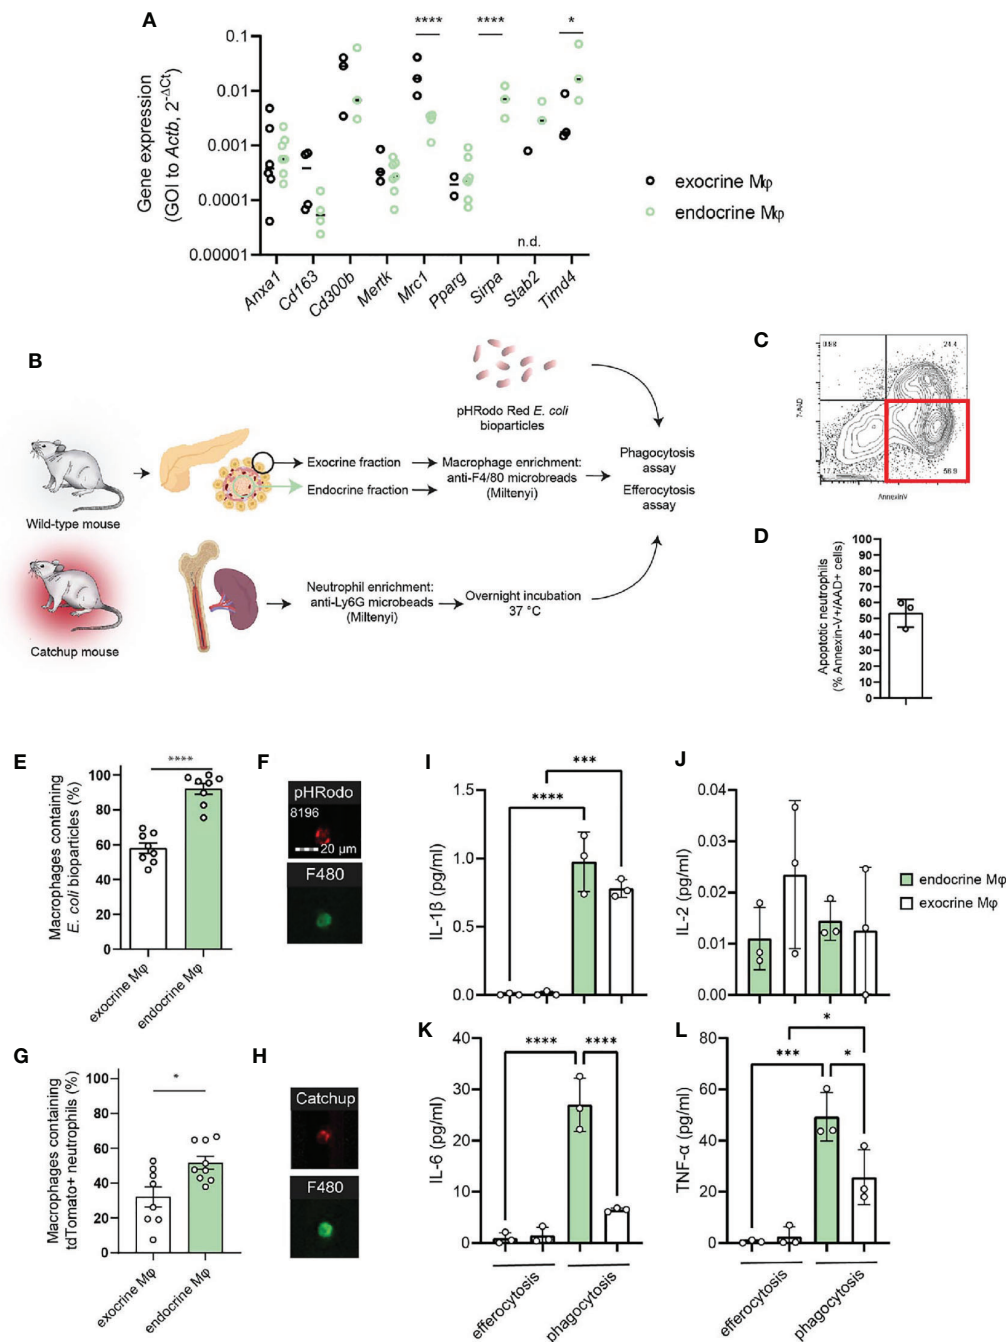 A
Gene expression
(GOI to Actb, 2^-ΔCt)
0.1
0.01
0.001
0.0001
0.00001
****
****
*
n.d.
Anxa1
Cd163
Cd300b
Mertk
Mrc1
Pparg
Sirpa
Stab2
Timd4
exocrine Mφ
endocrine Mφ
B
Wild-type mouse
Catchup mouse
Exocrine fraction
Endocrine fraction
Macrophage enrichment:
anti-F4/80 microbreads
(Miltenyi)
pHRodo Red E. coli
bioparticles
Phagocytosis
assay
Efferocytosis
assay
Neutrophil enrichment:
anti-Ly6G microbeads
(Miltenyi)
Overnight incubation
37 °C
C
7-AAD
0.98
21.4
56.9
AnnexinV
D
Apoptotic neutrophils
(% Annexin-V+/AAD+ cells)
100
90
80
70
60
50
40
30
20
10
0
E
Macrophages containing
E. coli bioparticles (%)
100
80
60
40
20
0
****
exocrine Mφ
endocrine Mφ
F
pHRodo
8196
20 μm
F480
G
Macrophages containing
tdTomato+ neutrophils (%)
100
80
60
40
20
0
*
exocrine Mφ
endocrine Mφ
H
Catchup
F480
I
IL-1β (pg/ml)
1.5
1.0
0.5
0.0
****
***
J
IL-2 (pg/ml)
0.04
0.03
0.02
0.01
0.00
endocrine Mφ
exocrine Mφ
K
IL-6 (pg/ml)
40
30
20
10
0
****
****
efferocytosis
phagocytosis
L
TNF-α (pg/ml)
80
60
40
20
0
***
*
*
efferocytosis
phagocytosis